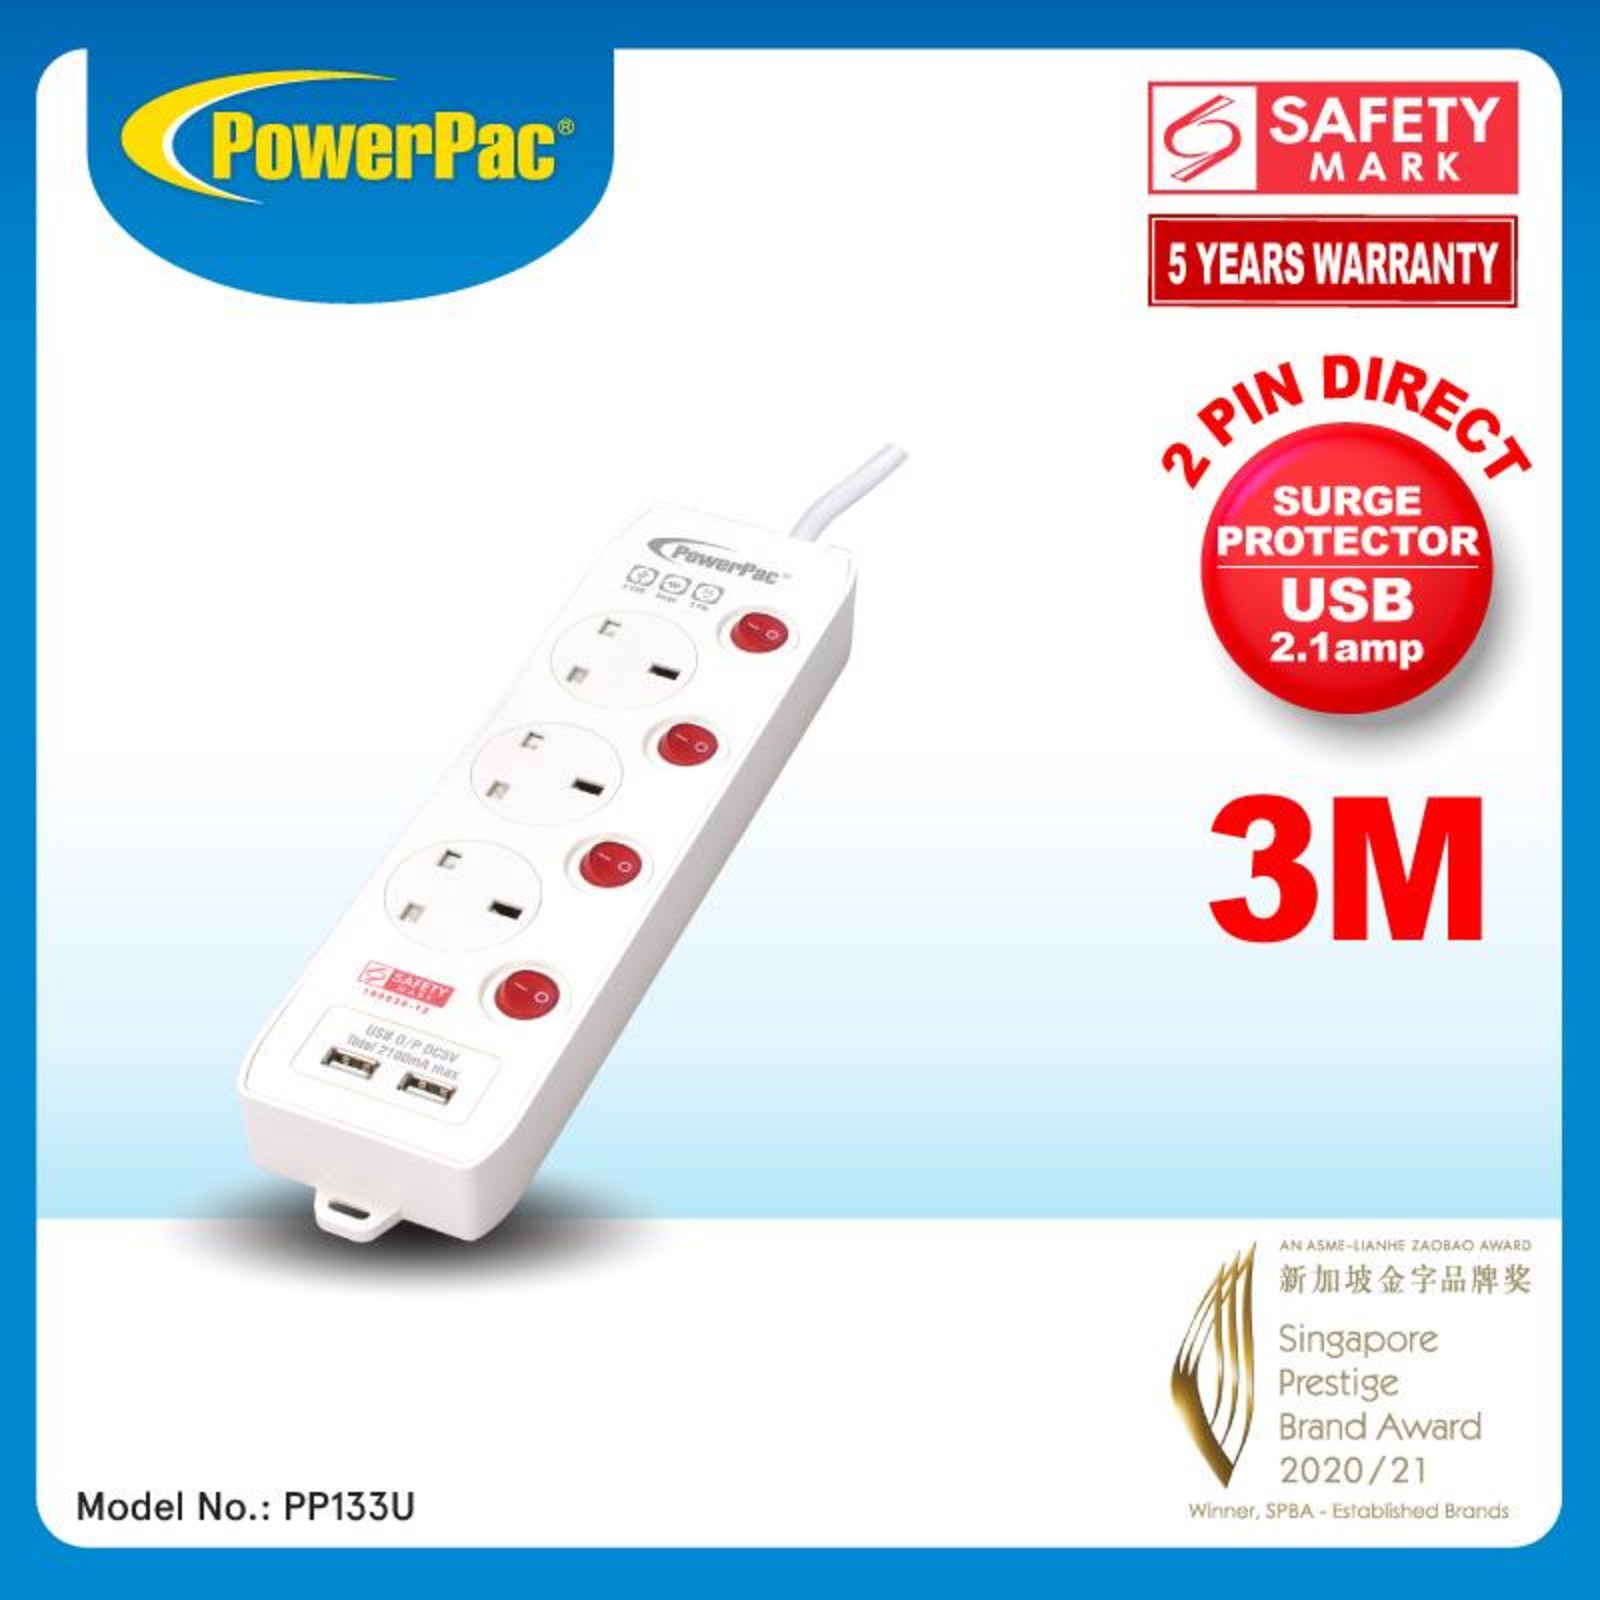 PowerPac®
SAFETY
MARK
5 YEARS WARRANTY
2 PIN DIRECT
SURGE
PROTECTOR
USB
2.1amp
3M
PowerPac®
SAFETY
MARK
USB O/P DC5V
Total 2100mA max
AN ASME-LIANHE ZAOBAO AWARD
新加坡金字品牌奖
Singapore
Prestige
Brand Award
2020/21
Winner, SPBA - Established Brands
Model No.: PP133U